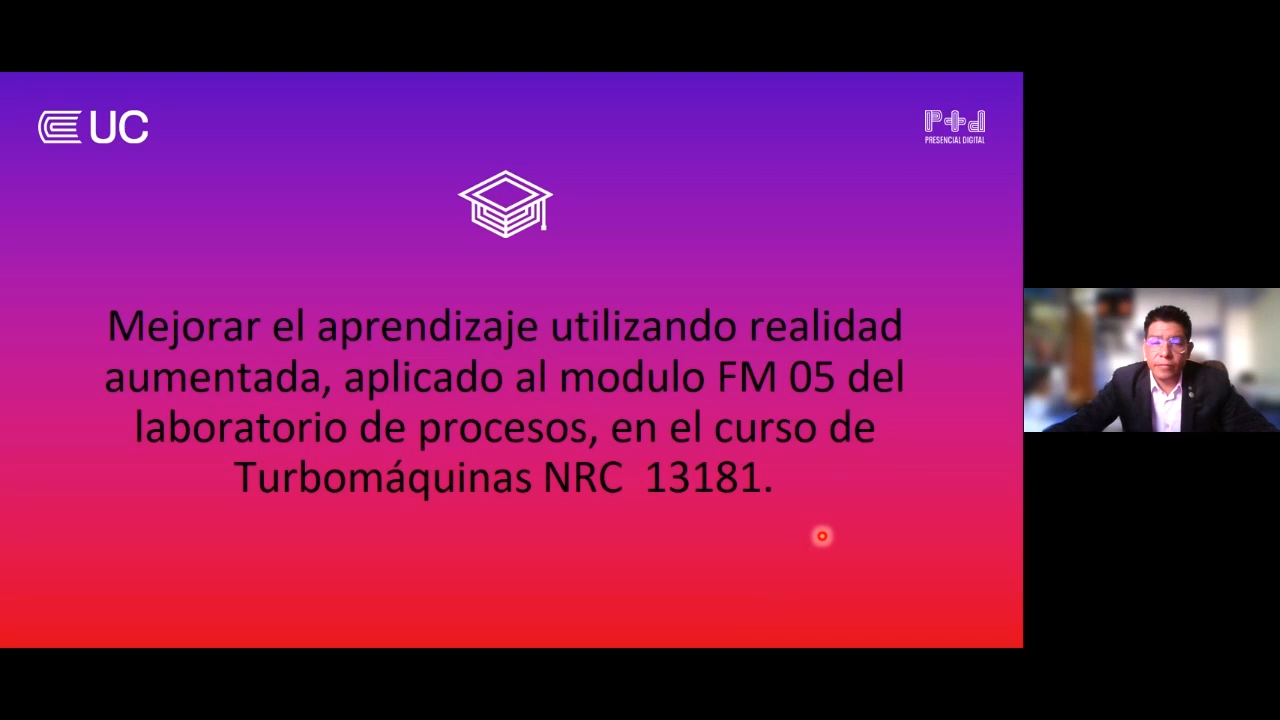 UC
P+d
PRESENCIAL DIGITAL
Mejorar el aprendizaje utilizando realidad
aumentada, aplicado al modulo FM 05 del
laboratorio de procesos, en el curso de
Turbomáquinas NRC  13181.